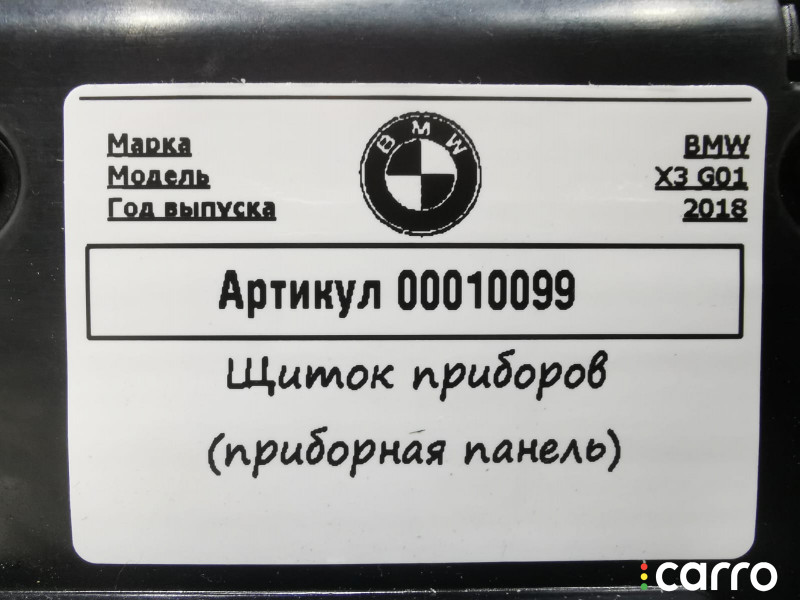 Марка BMW
Модель X3 G01
Год выпуска 2018
BMW
Артикул 00010099
Щиток приборов
(приборная панель)
carro